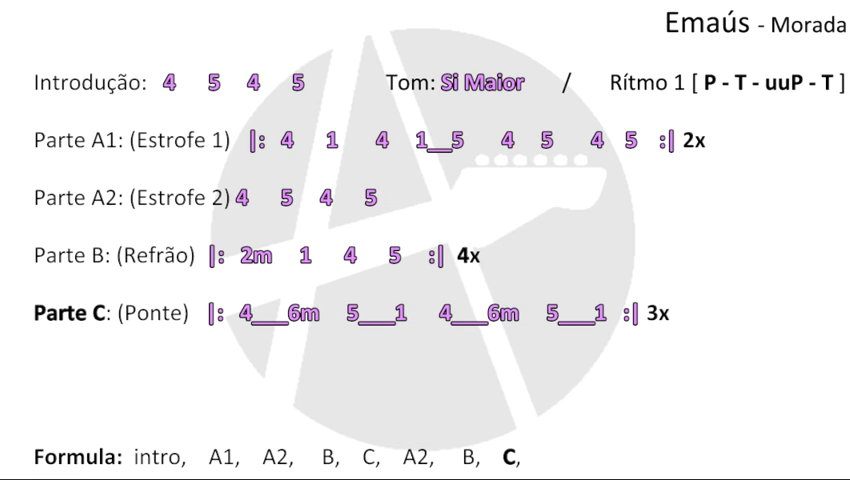 Emaús - Morada
Introdução: 4 5 4 5 Tom: Si Maior / Rítmo 1 [ P - T - uuP - T ]
Parte A1: (Estrofe 1) |: 4 1 4 1__5 4 5 4 5 :| 2x
Parte A2: (Estrofe 2) 4 5 4 5
Parte B: (Refrão) |: 2m 1 4 5 :| 4x
Parte C: (Ponte) |: 4___6m 5___1 4___6m 5___1 :| 3x
Formula: intro, A1, A2, B, C, A2, B, C,